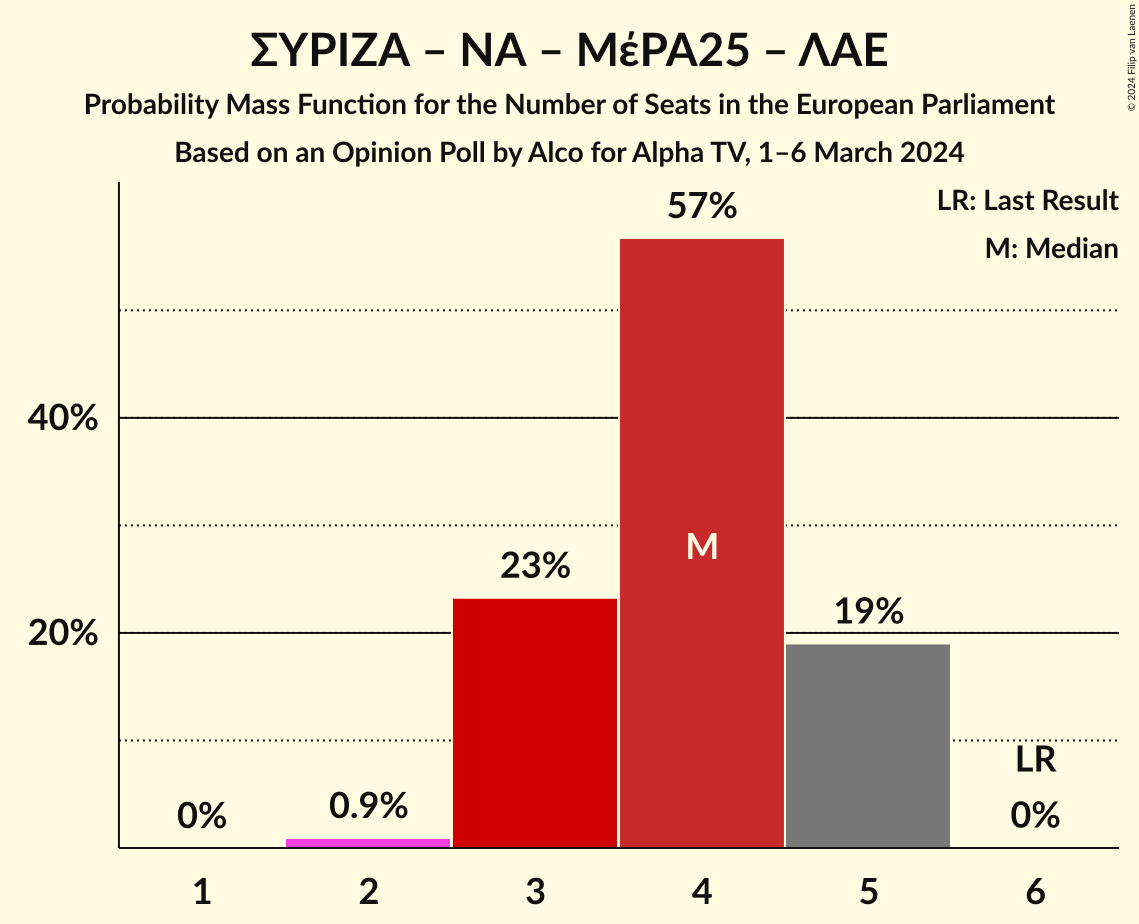 ΣΥΡΙΖΑ – ΝΑ – ΜέΡΑ25 – ΛΑΕ
Probability Mass Function for the Number of Seats in the European Parliament
Based on an Opinion Poll by Alco for Alpha TV, 1–6 March 2024
© 2024 Filip van Laenen
LR: Last Result
M: Median
57%
40%
M
23%
19%
20%
LR
0%
0.9%
0%
1 2 3 4 5 6